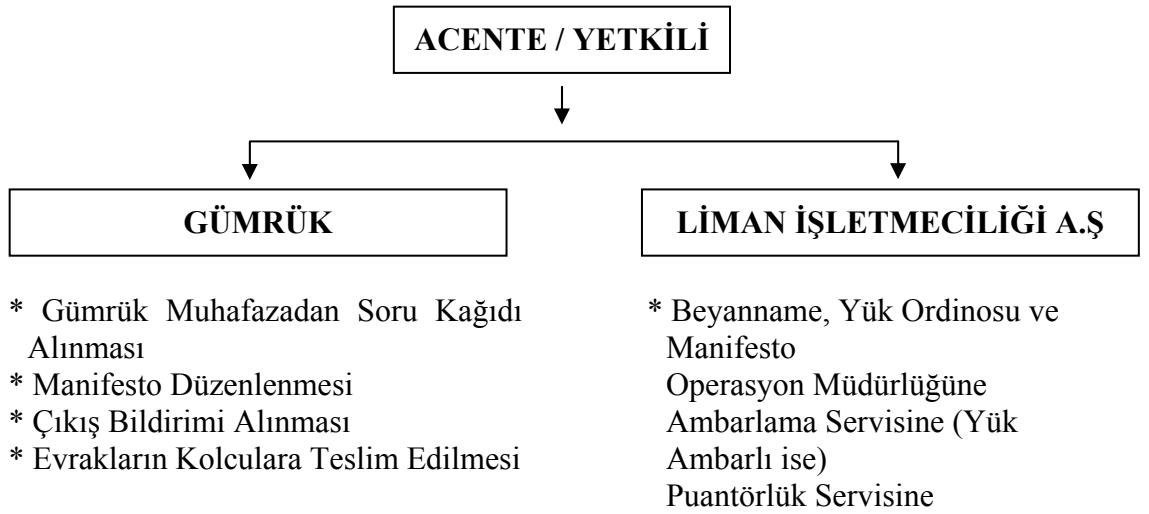 ACENTE / YETKİLİ
GÜMRÜK
* Gümrük Muhafazadan Soru Kağıdı
Alınması
* Manifesto Düzenlenmesi
* Çıkış Bildirimi Alınması
* Evrakların Kolculara Teslim Edilmesi
LİMAN İŞLETMECİLİĞİ A.Ş
* Beyanname, Yük Ordinosu ve
Manifesto
Operasyon Müdürlüğüne
Ambarlama Servisine (Yük
Ambarlı ise)
Puantörlük Servisine